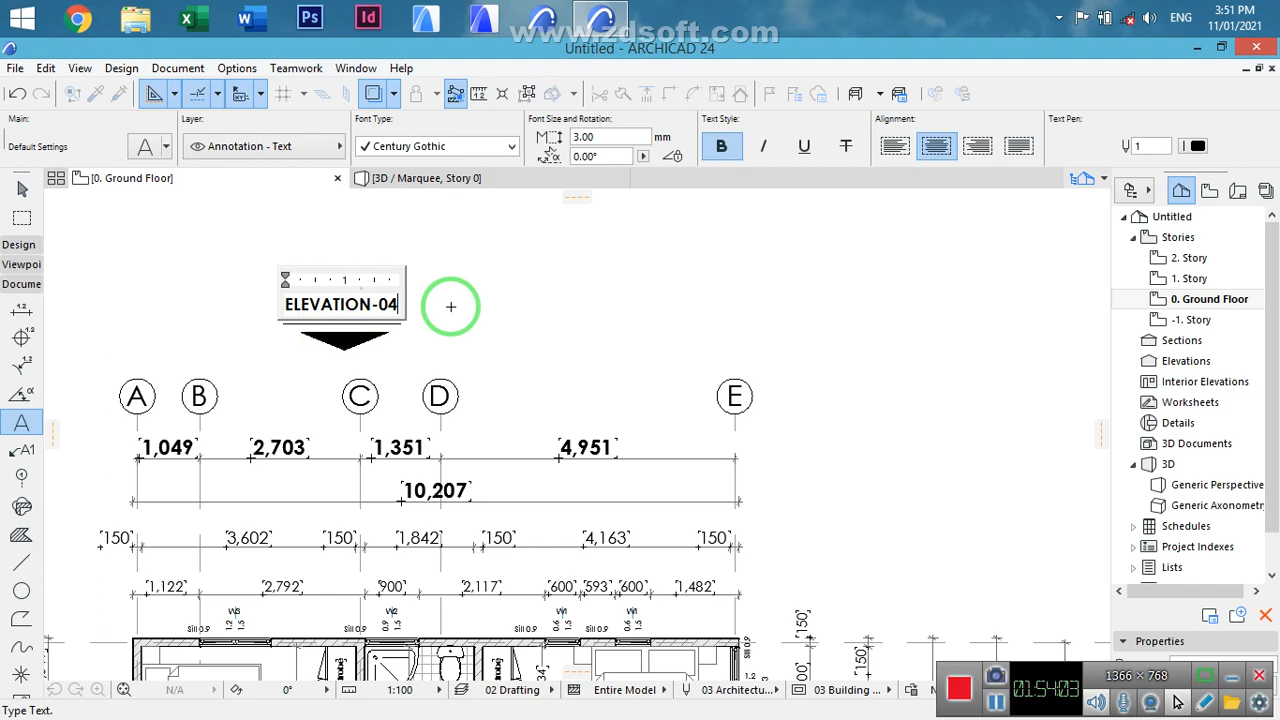 3:51 PM
ENG
11/01/2021
www.zdsoft.com
Untitled - ARCHICAD 24
File Edit View Design Document Options Teamwork Window Help
Main:
Layer:
Font Type:
Font Size and Rotation:
Text Style:
Alignment:
Text Pen:
Default Settings
Annotation - Text
Century Gothic
3.00 mm
0.00°
1
[0. Ground Floor]
[3D / Marquee, Story 0]
Design
Viewpoi
Docume
ELEVATION-04
A B C D E
1,049 2,703 1,351 4,951
10,207
150 3,602 150 1,842 150 4,163 150
1,122 2,792 900 2,117 600 593 600 1,482
Untitled
Stories
2. Story
1. Story
0. Ground Floor
-1. Story
Sections
Elevations
Interior Elevations
Worksheets
Details
3D Documents
3D
Generic Perspective
Generic Axonometr
Schedules
Project Indexes
Lists
Properties
N/A
0°
1:100
02 Drafting
Entire Model
03 Architectu...
03 Building ...
1366 × 768
01:54:03
Type Text.